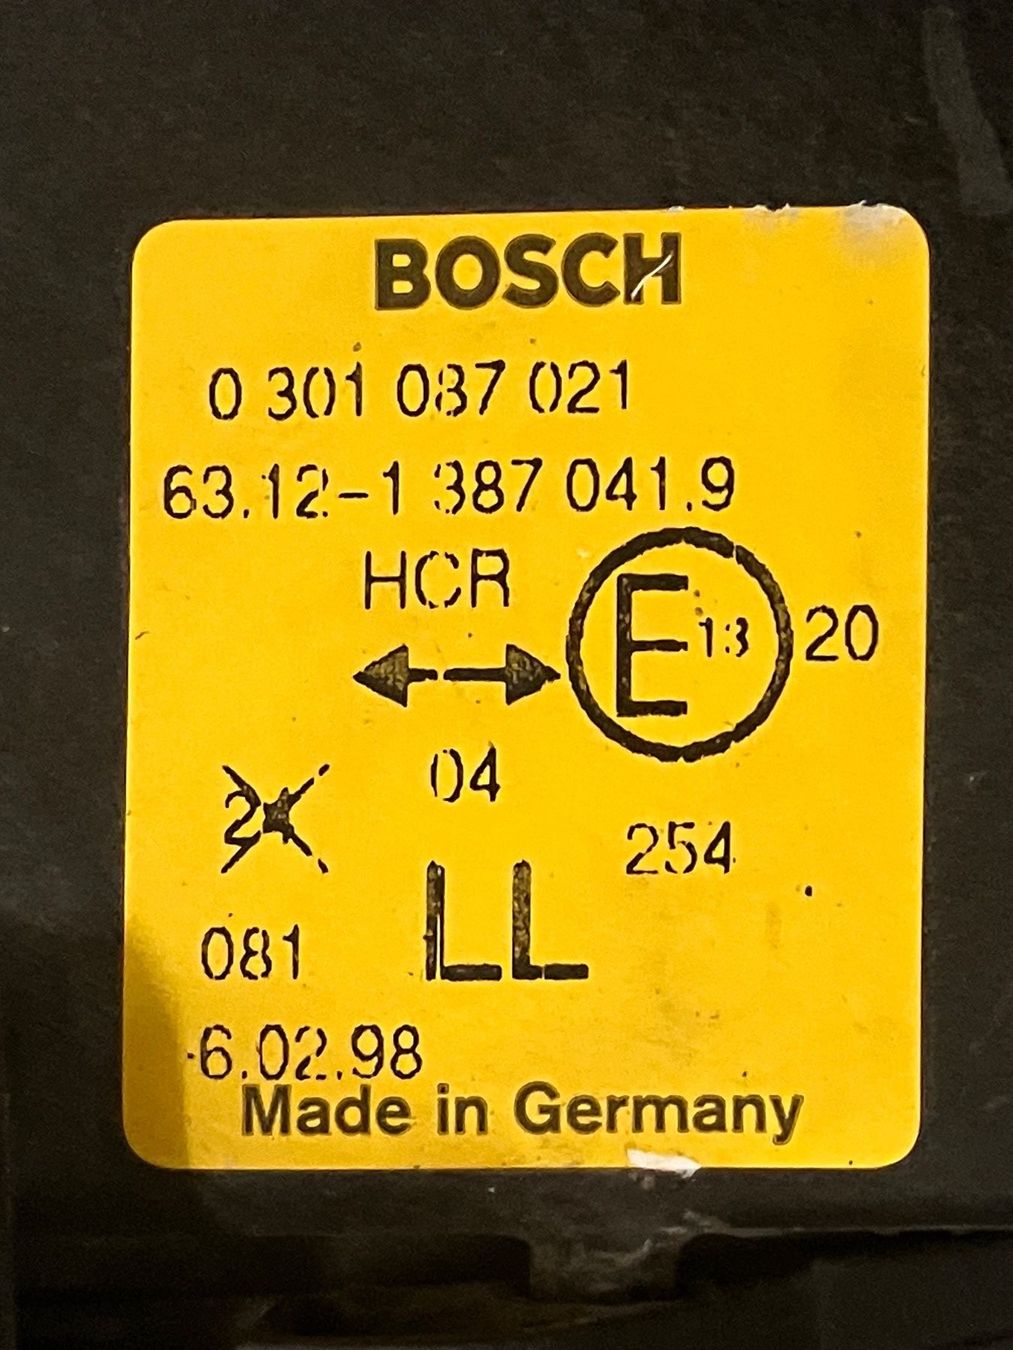 BOSCH
0 301 087 021
63.12-1 387 041.9
HCR
E13 20
04
254
LL
081
6.02.98
Made in Germany